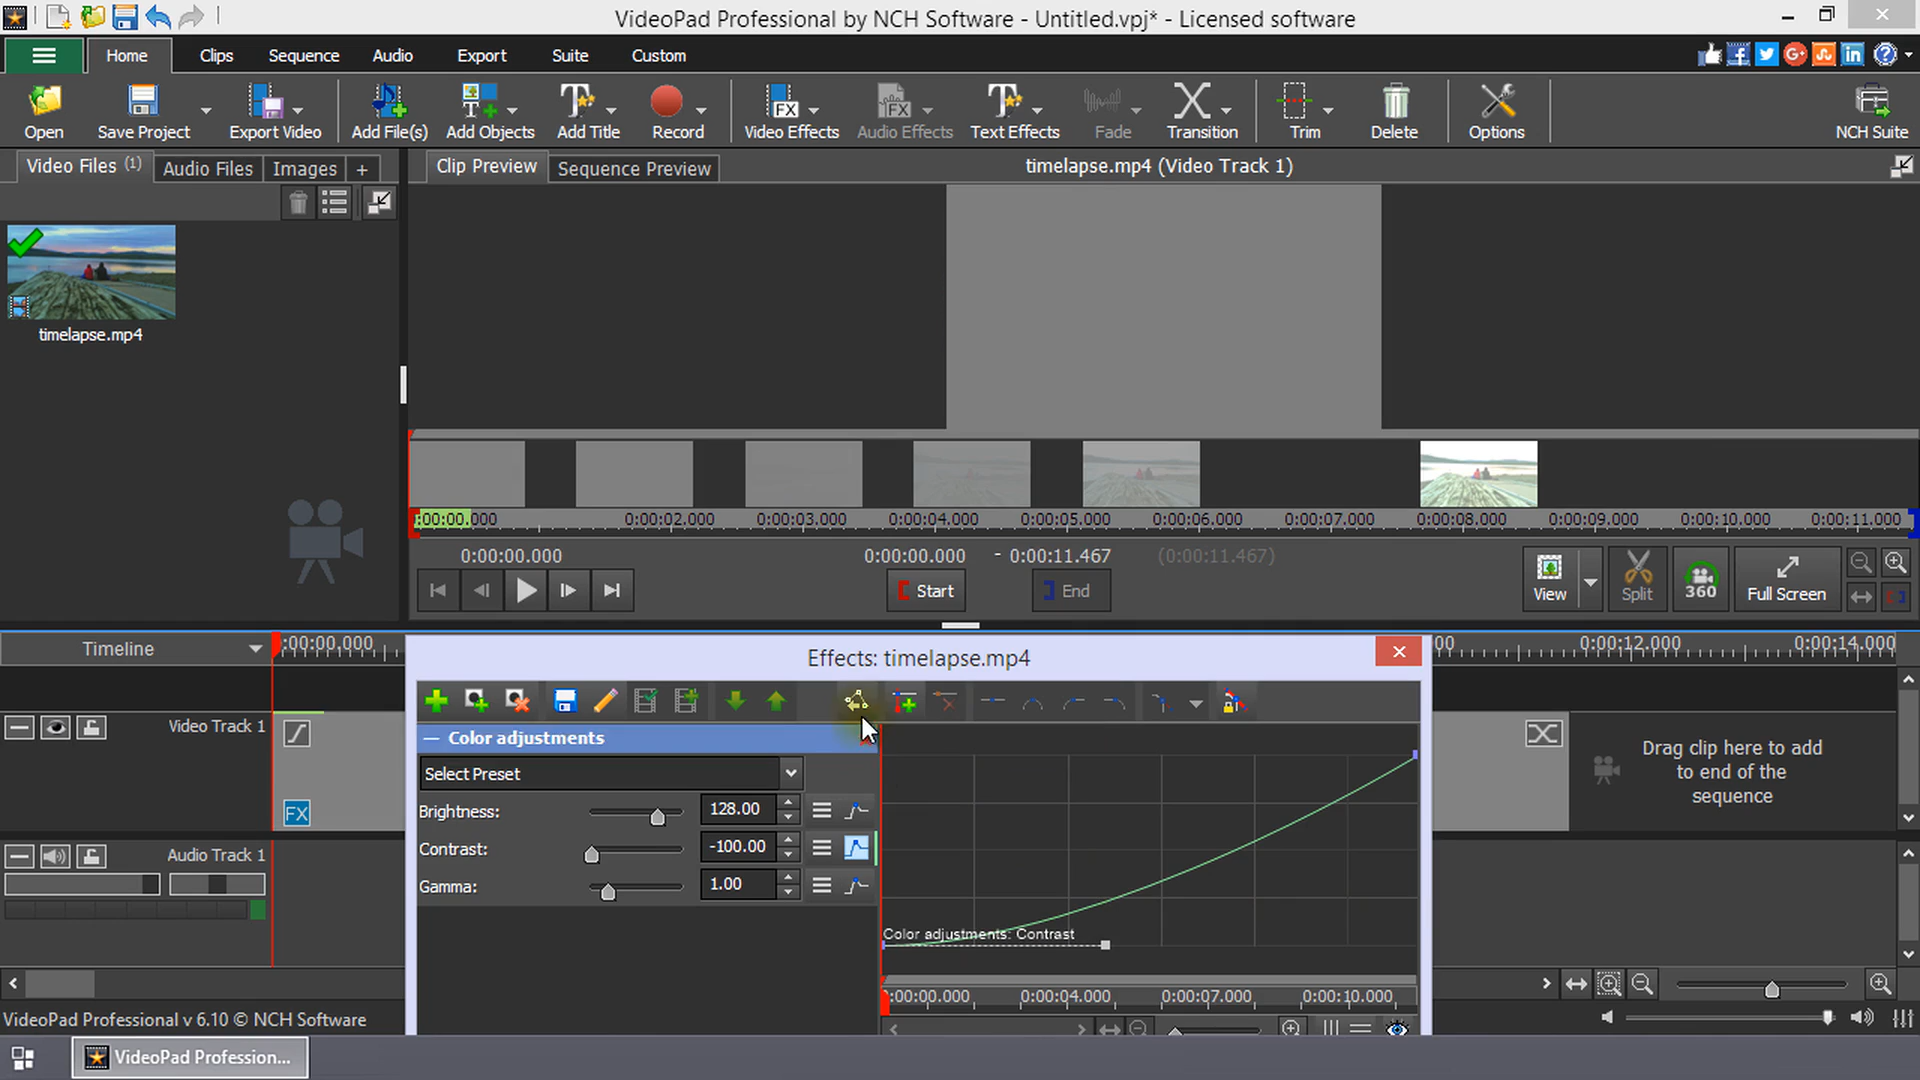 VideoPad Professional by NCH Software - Untitled.vpj* - Licensed software
Home
Clips
Sequence
Audio
Export
Suite
Custom
Open
Save Project
Export Video
Add File(s)
Add Objects
Add Title
Record
Video Effects
Audio Effects
Text Effects
Fade
Transition
Trim
Delete
Options
NCH Suite
Video Files (1)
Audio Files
Images
+
Clip Preview
Sequence Preview
timelapse.mp4 (Video Track 1)
timelapse.mp4
:00:00.000
0:00:02.000
0:00:03.000
0:00:04.000
0:00:05.000
0:00:06.000
0:00:07.000
0:00:08.000
0:00:09.000
0:00:10.000
0:00:11.000
0:00:00.000
0:00:00.000 - 0:00:11.467 (0:00:11.467)
Start
End
View
Split
360
Full Screen
Timeline
:00:00.000
00
0:00:12.000
0:00:14.000
Effects: timelapse.mp4
Video Track 1
FX
Audio Track 1
Color adjustments
Select Preset
Brightness: 128.00
Contrast: -100.00
Gamma: 1.00
Color adjustments: Contrast
:00:00.000
0:00:04.000
0:00:07.000
0:00:10.000
Drag clip here to add
to end of the
sequence
VideoPad Professional v 6.10 © NCH Software
VideoPad Profession...